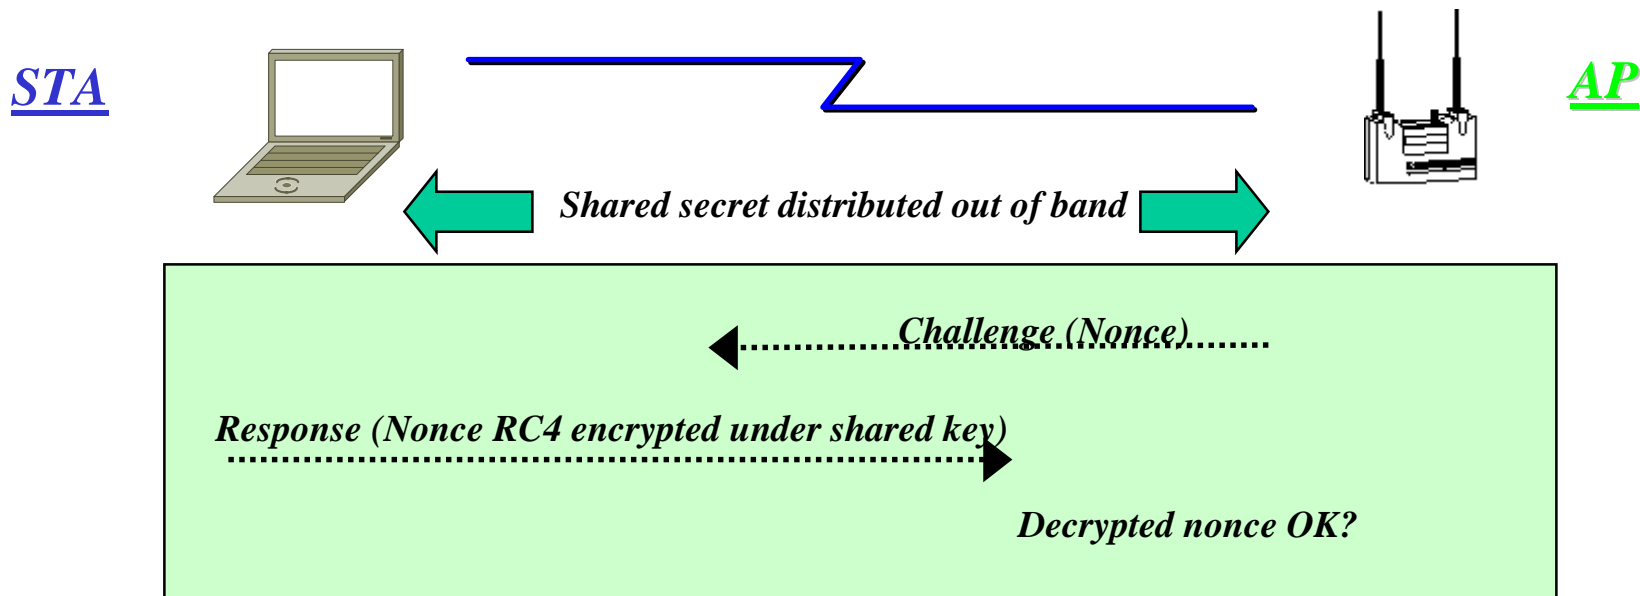 STA
AP
Shared secret distributed out of band
Challenge (Nonce)
Response (Nonce RC4 encrypted under shared key)
Decrypted nonce OK?